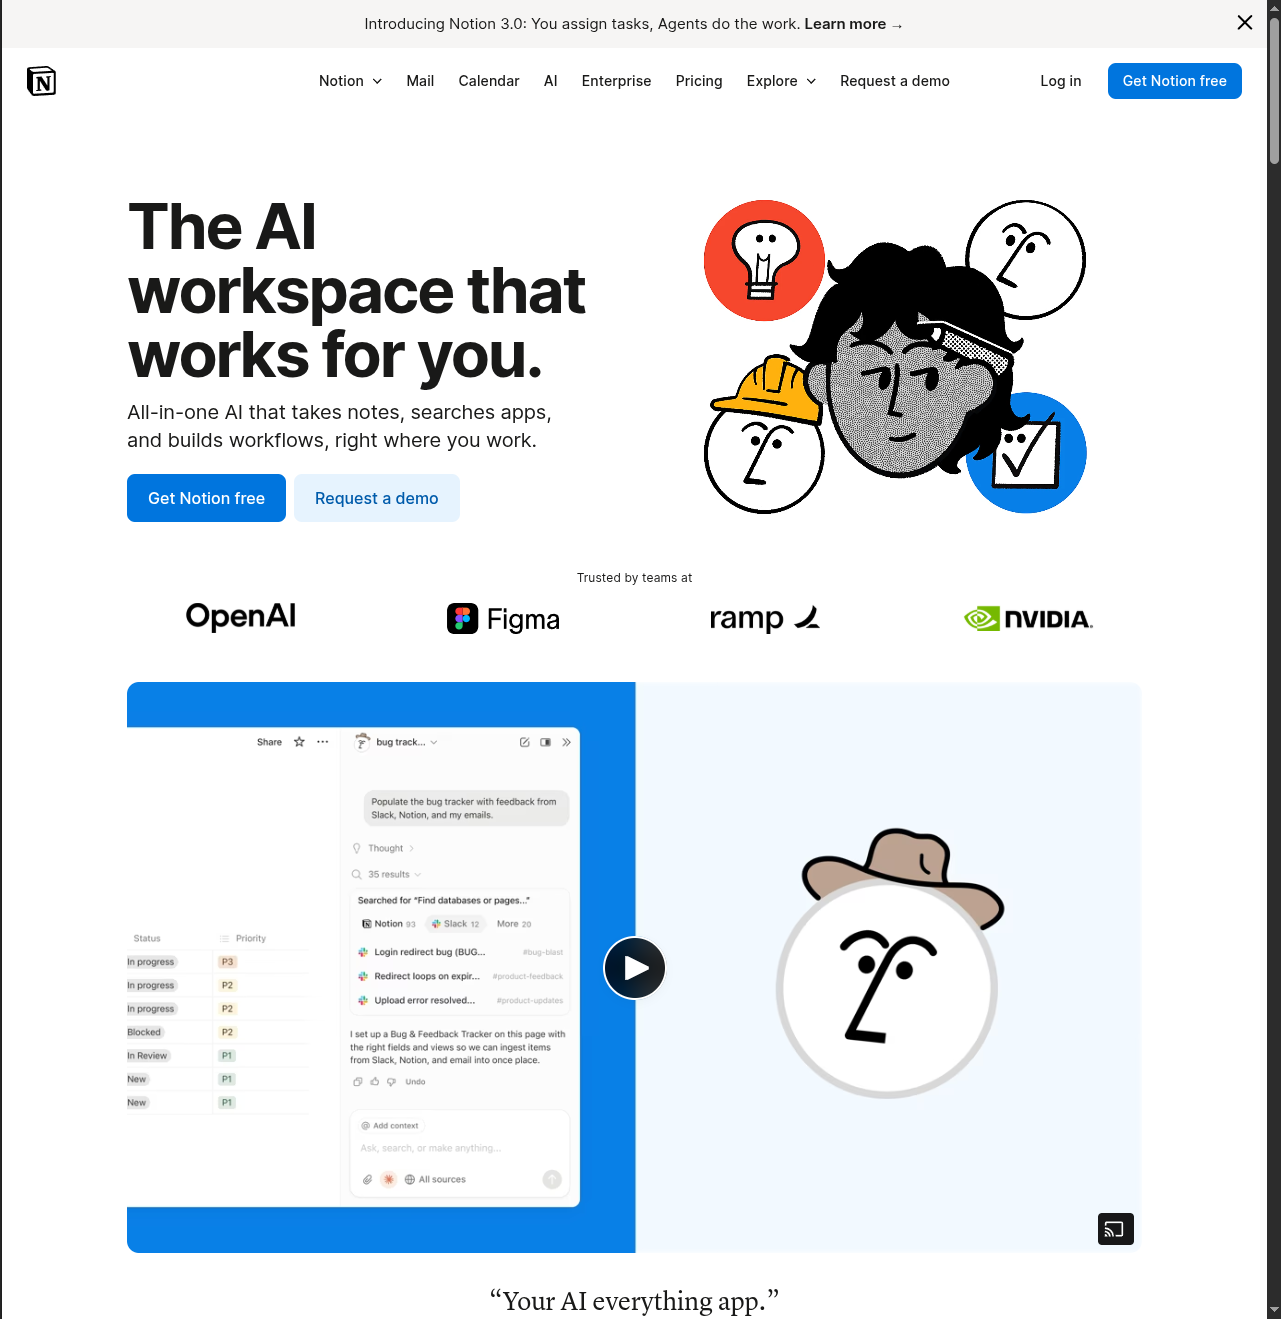 Introducing Notion 3.0: You assign tasks, Agents do the work. Learn more →
N
Notion Mail Calendar AI Enterprise Pricing Explore Request a demo Log in Get Notion free
The AI
workspace that
works for you.
All-in-one AI that takes notes, searches apps,
and builds workflows, right where you work.
Get Notion free Request a demo
Trusted by teams at
OpenAI Figma ramp NVIDIA.
Share ··· bug track...
Populate the bug tracker with feedback from
Slack, Notion, and my emails.
Thought
35 results
Searched for “Find databases or pages...”
Notion 93 Slack 12 More 20
Login redirect bug (BUG... #bug-blast
Redirect loops on expir... #product-feedback
Upload error resolved... #product-updates
I set up a Bug & Feedback Tracker on this page with
the right fields and views so we can ingest items
from Slack, Notion, and email into once place.
Undo
@ Add context
Ask, search, or make anything...
All sources
Status Priority
In progress P3
In progress P2
In progress P2
Blocked P2
In Review P1
New P1
New P1
“Your AI everything app.”